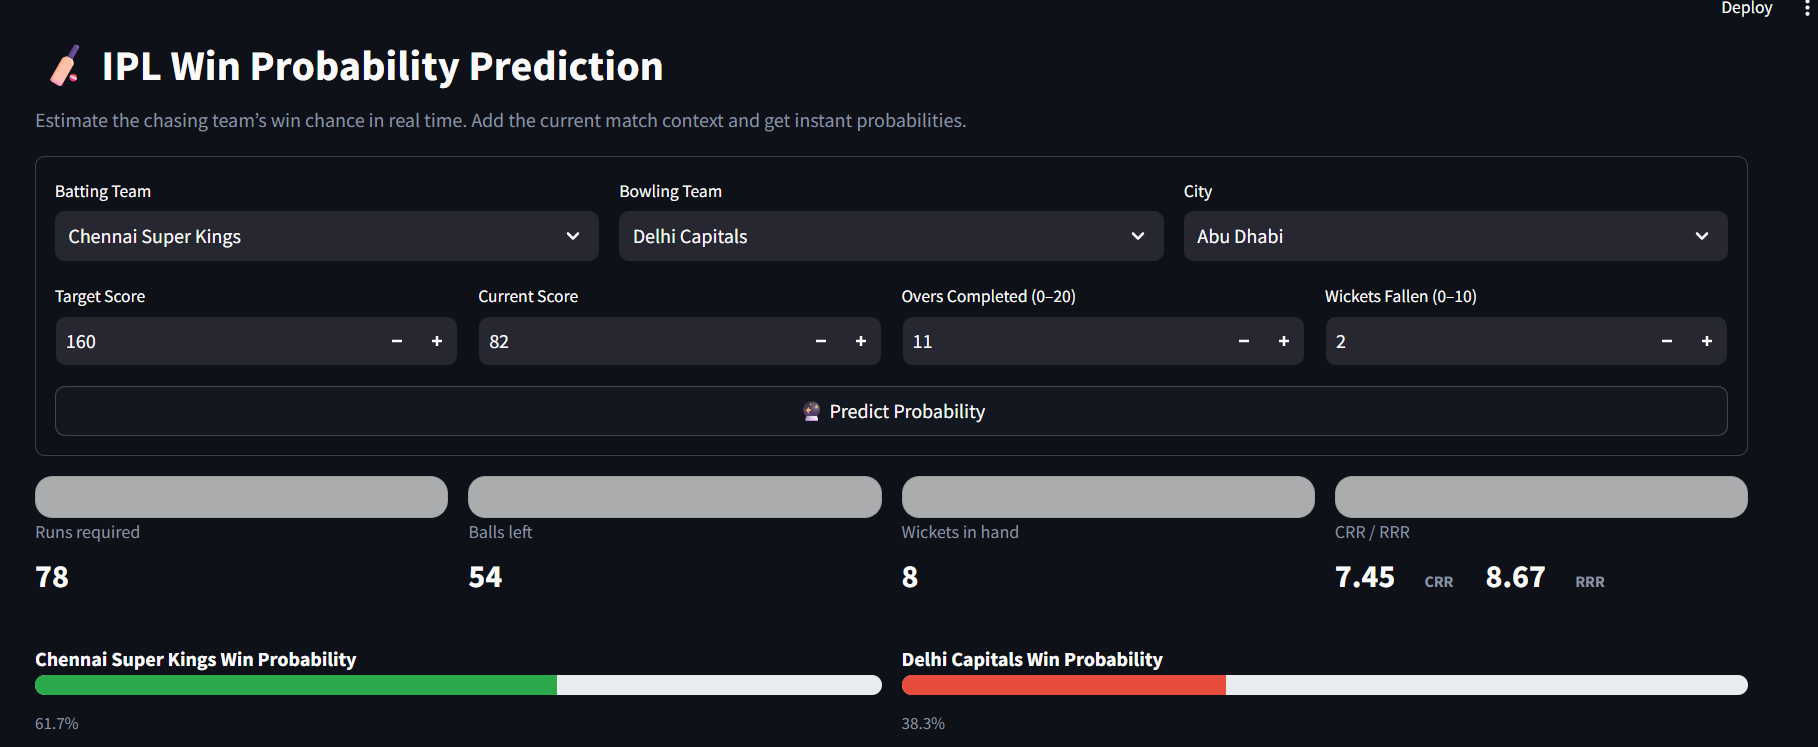 Deploy
IPL Win Probability Prediction
Estimate the chasing team’s win chance in real time. Add the current match context and get instant probabilities.
Batting Team
Bowling Team
City
Chennai Super Kings
Delhi Capitals
Abu Dhabi
Target Score
Current Score
Overs Completed (0–20)
Wickets Fallen (0–10)
160 − +
82 − +
11 − +
2 − +
Predict Probability
Runs required
Balls left
Wickets in hand
CRR / RRR
78
54
8
7.45 CRR 8.67 RRR
Chennai Super Kings Win Probability
Delhi Capitals Win Probability
61.7%
38.3%